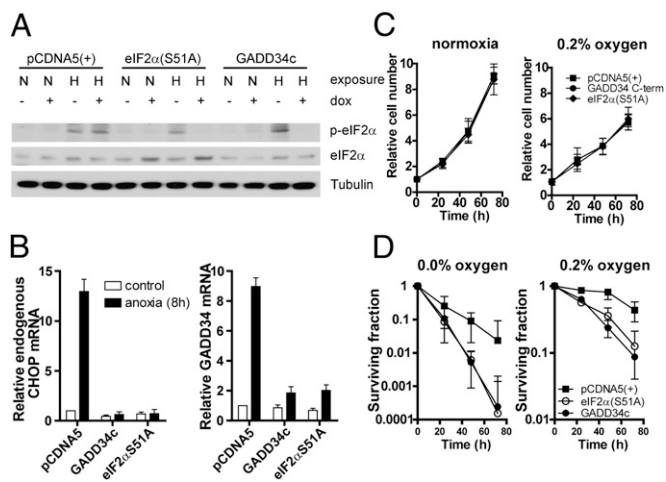 A
pCDNA5(+) eIF2α(S51A) GADD34c
N N H H N N H H N N H H exposure
- + - + - + - + - + - + dox
p-eIF2α
eIF2α
Tubulin
B
Relative endogenous
CHOP mRNA
15
10
5
0
control
anoxia (8h)
pCDNA5
GADD34c
eIF2αS51A
Relative GADD34 mRNA
10
8
6
4
2
0
pCDNA5
GADD34c
eIF2αS51A
C
normoxia
Relative cell number
10
8
6
4
2
0
0 20 40 60 80
Time (h)
0.2% oxygen
pCDNA5(+)
GADD34 C-term
eIF2α(S51A)
Relative cell number
10
8
6
4
2
0
0 20 40 60 80
Time (h)
D
0.0% oxygen
Surviving fraction
1
0.1
0.01
0.001
0.0001
0 20 40 60 80
Time (h)
0.2% oxygen
Surviving fraction
1
0.1
0.01
pCDNA5(+)
eIF2α(S51A)
GADD34c
0 20 40 60 80
Time (h)